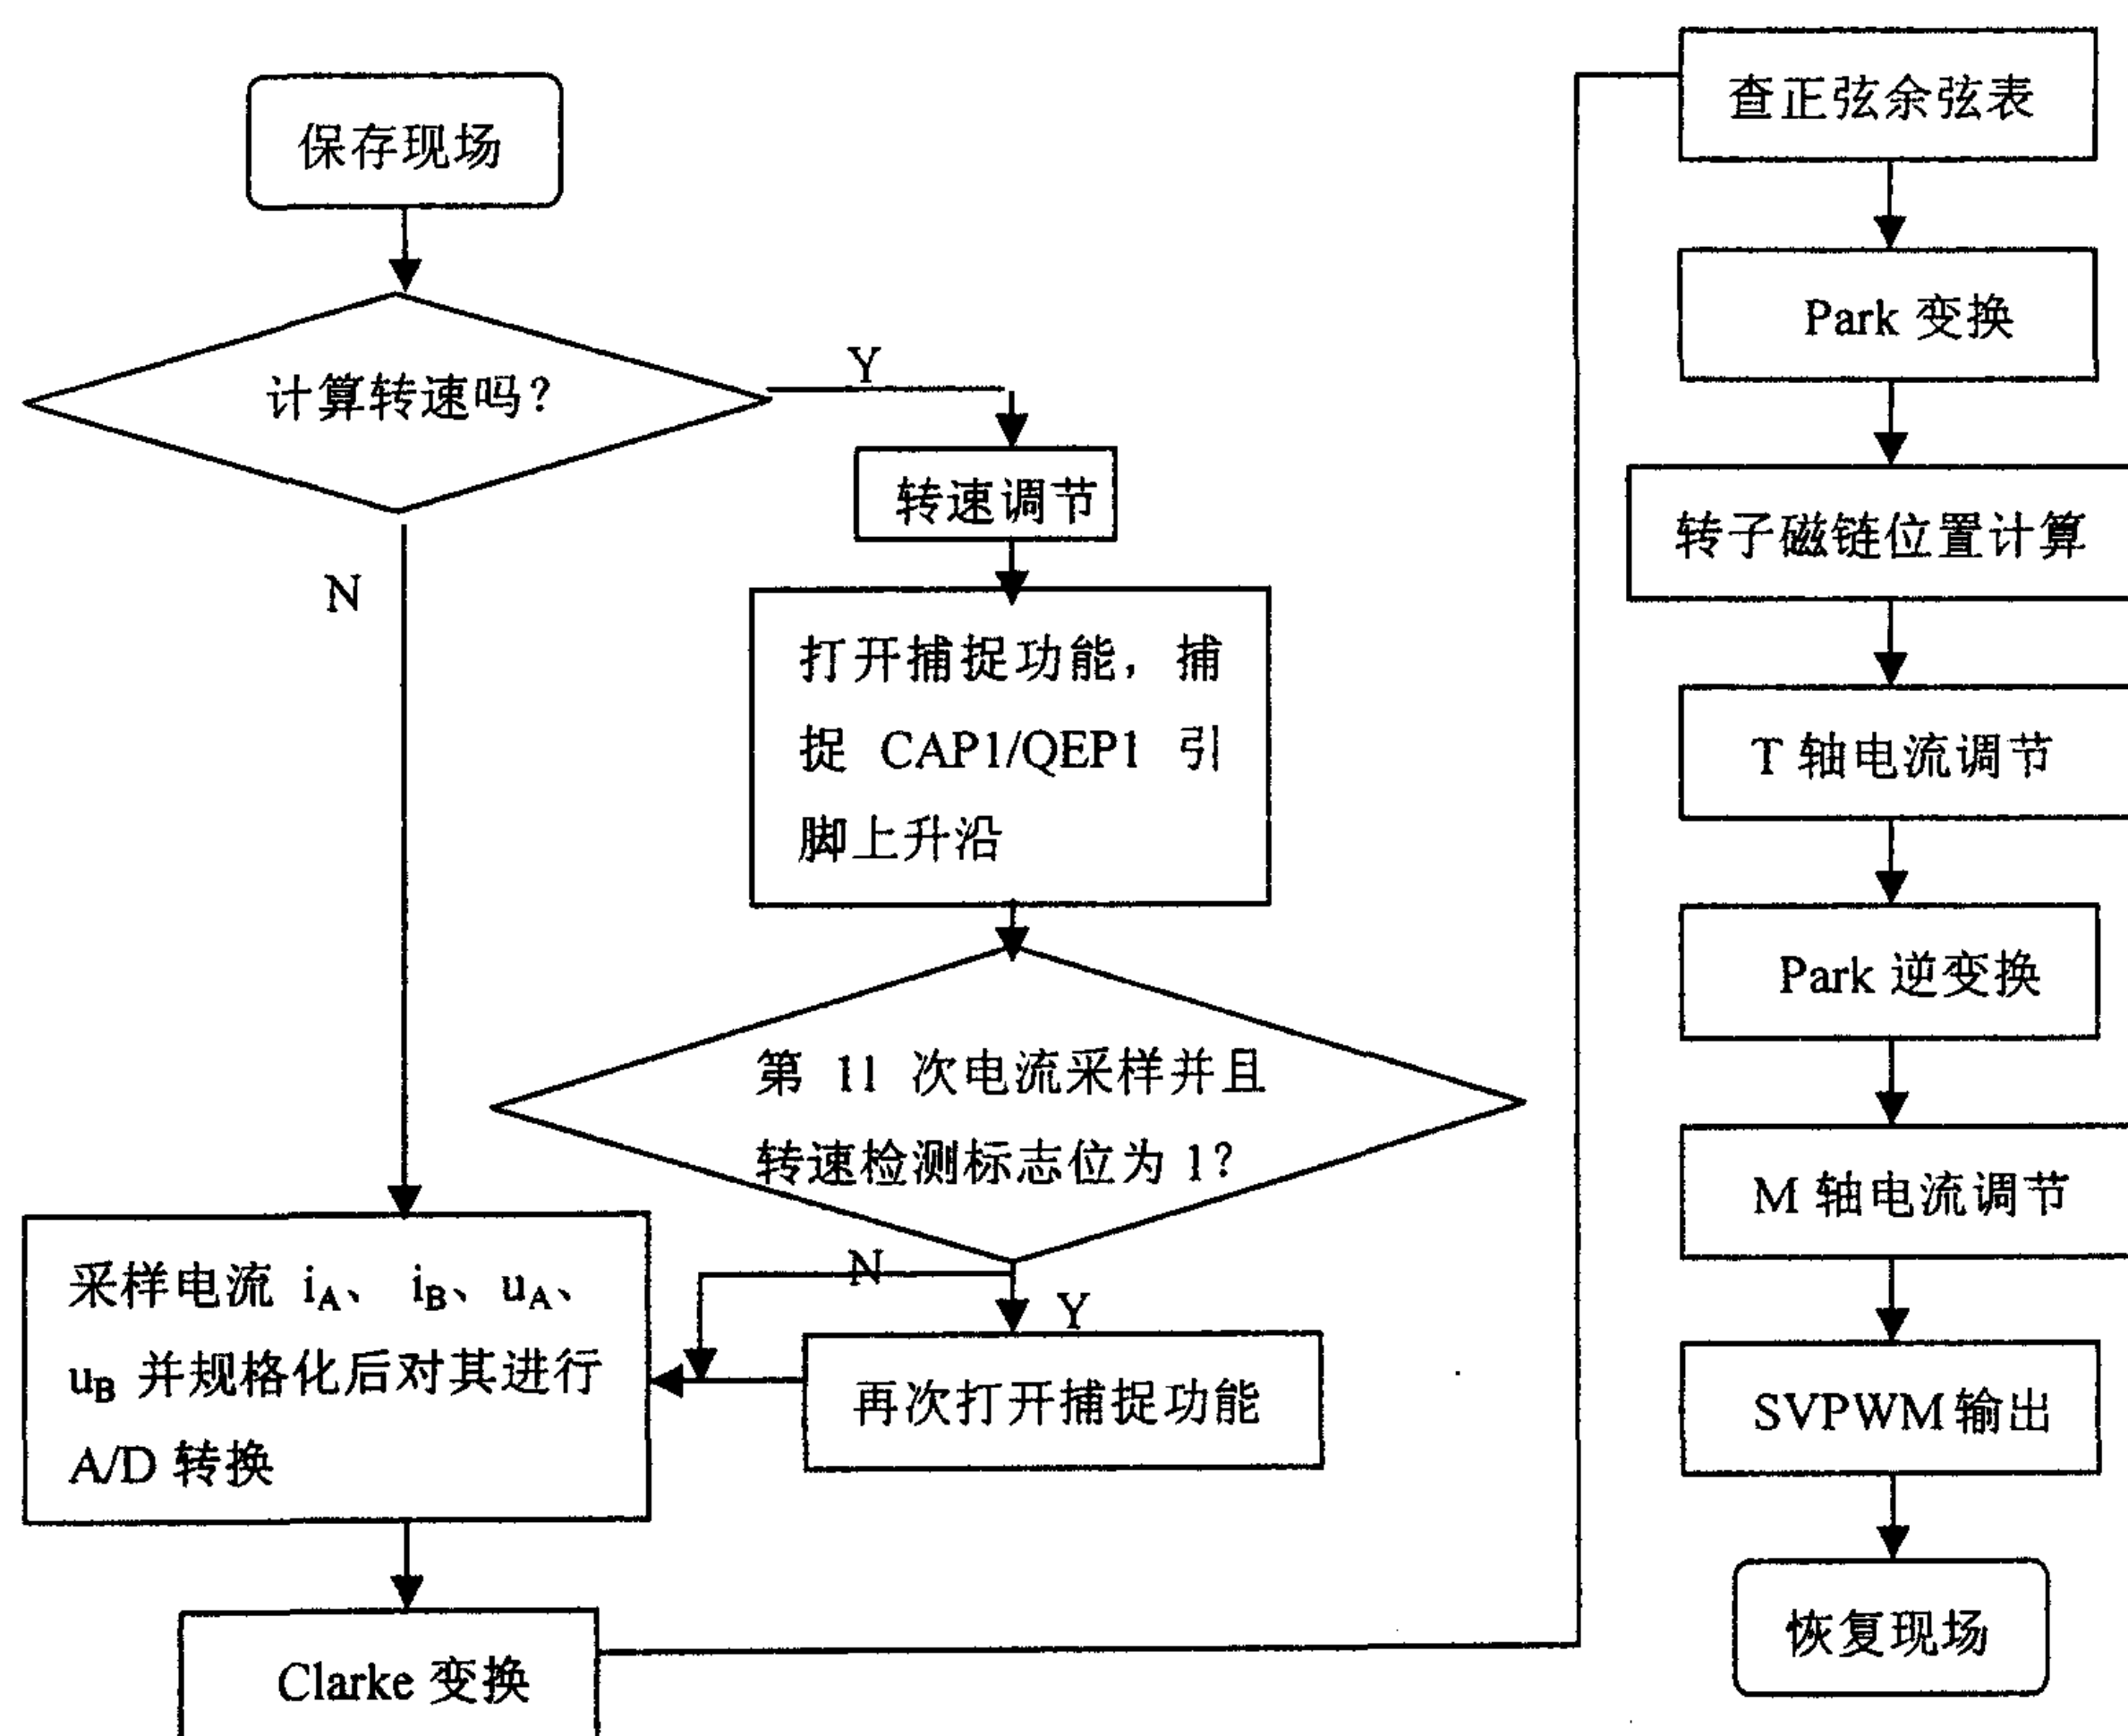 保存现场
计算转速吗？
Y
N
转速调节
打开捕捉功能，捕
捉 CAP1/QEP1 引
脚上升沿
第 11 次电流采样并且
转速检测标志位为 1？
N
Y
再次打开捕捉功能
采样电流 iA、 iB、uA、
uB 并规格化后对其进行
A/D 转换
Clarke 变换
查正弦余弦表
Park 变换
转子磁链位置计算
T 轴电流调节
Park 逆变换
M 轴电流调节
SVPWM 输出
恢复现场